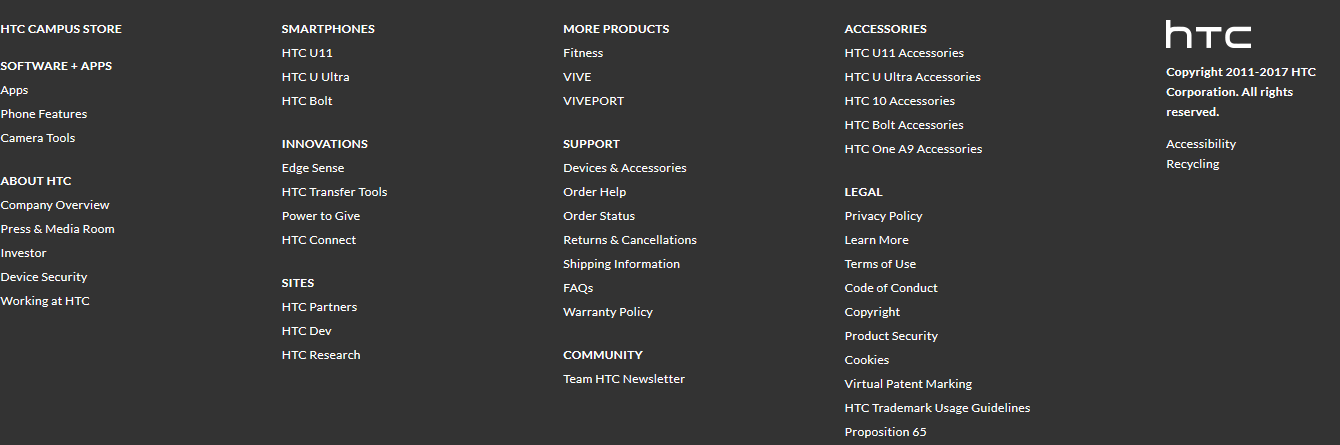 HTC CAMPUS STORE
SOFTWARE + APPS
Apps
Phone Features
Camera Tools
ABOUT HTC
Company Overview
Press & Media Room
Investor
Device Security
Working at HTC
SMARTPHONES
HTC U11
HTC U Ultra
HTC Bolt
INNOVATIONS
Edge Sense
HTC Transfer Tools
Power to Give
HTC Connect
SITES
HTC Partners
HTC Dev
HTC Research
MORE PRODUCTS
Fitness
VIVE
VIVEPORT
SUPPORT
Devices & Accessories
Order Help
Order Status
Returns & Cancellations
Shipping Information
FAQs
Warranty Policy
COMMUNITY
Team HTC Newsletter
ACCESSORIES
HTC U11 Accessories
HTC U Ultra Accessories
HTC 10 Accessories
HTC Bolt Accessories
HTC One A9 Accessories
LEGAL
Privacy Policy
Learn More
Terms of Use
Code of Conduct
Copyright
Product Security
Cookies
Virtual Patent Marking
HTC Trademark Usage Guidelines
Proposition 65
hTC
Copyright 2011-2017 HTC
Corporation. All rights
reserved.
Accessibility
Recycling